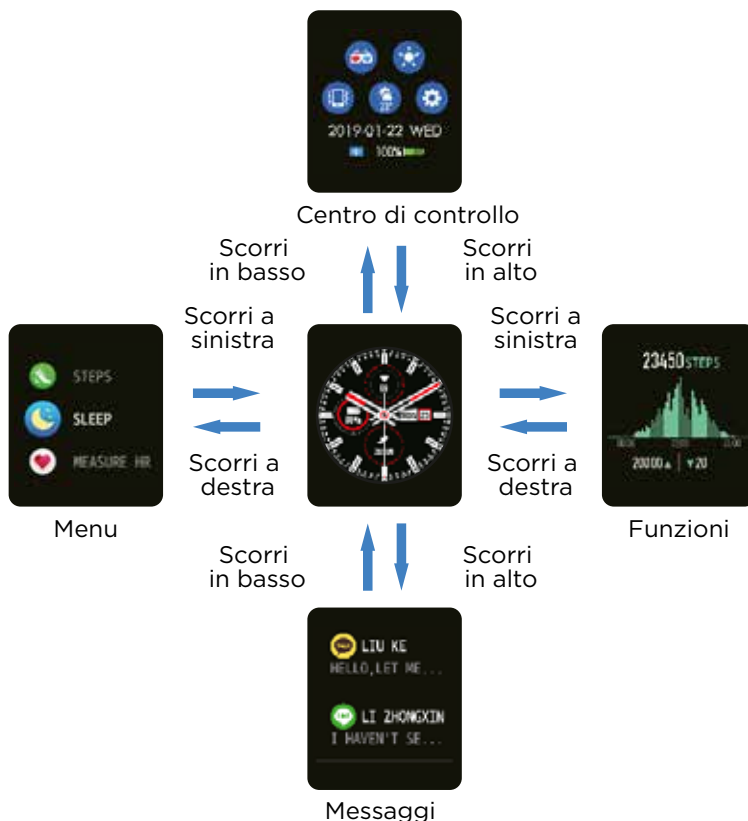 2019-01-22 WED
100%
Centro di controllo
Scorri
in basso
Scorri
in alto
Scorri a
sinistra
Scorri a
sinistra
STEPS
SLEEP
MEASURE HR
23450 STEPS
20000 ▲ | ▼ 20
Scorri a
destra
Scorri a
destra
Menu
Funzioni
Scorri
in basso
Scorri
in alto
LIU KE
HELLO,LET ME...
LI ZHONGXIN
I HAVEN'T SE...
Messaggi